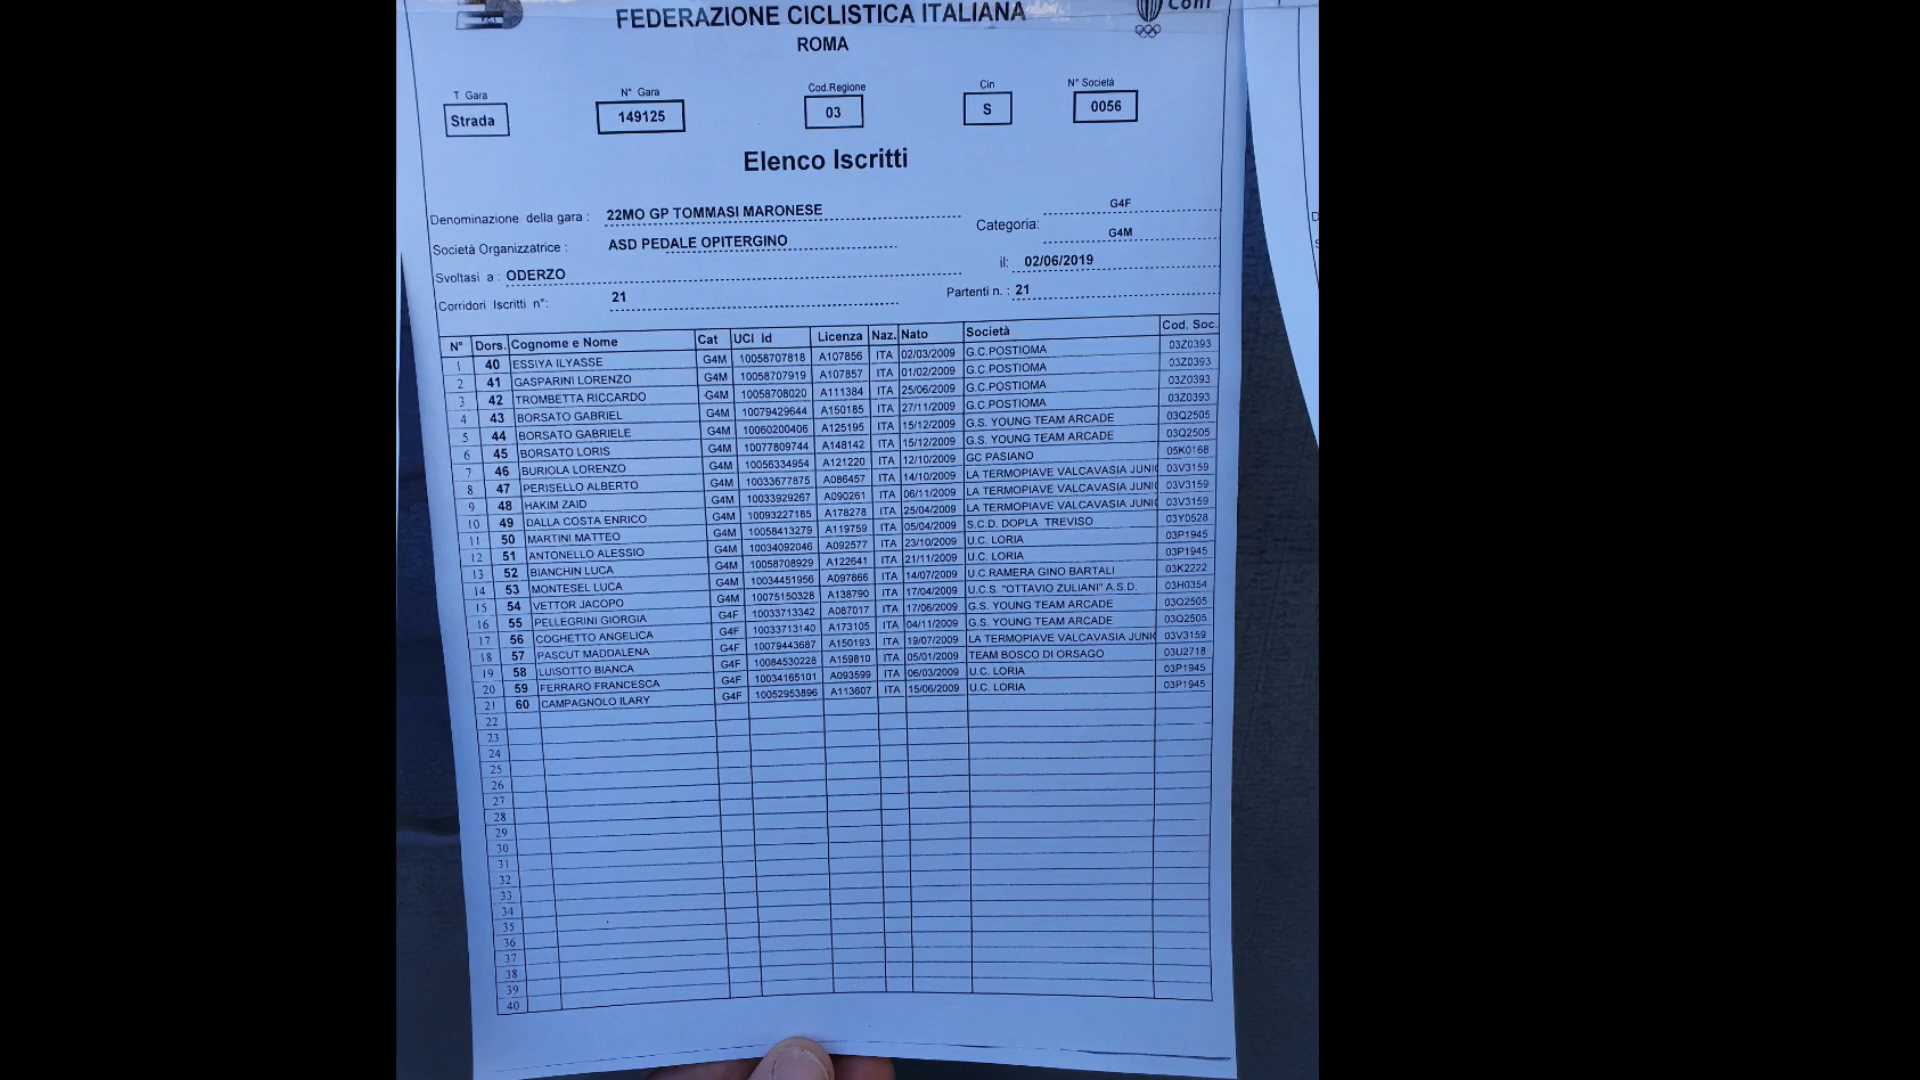 Coni
FEDERAZIONE CICLISTICA ITALIANA
ROMA
T Gara N° Gara Cod.Regione Cin N° Società
Strada 149125 03 S 0056
Elenco Iscritti
Denominazione della gara : 22MO GP TOMMASI MARONESE Categoria: G4F
Società Organizzatrice : ASD PEDALE OPITERGINO G4M
Svoltasi a : ODERZO il: 02/06/2019
Corridori Iscritti n°: 21 Partenti n. : 21
N° Dors. Cognome e Nome Cat UCI Id Licenza Naz. Nato Società Cod. Soc.
1 40 ESSIYA ILYASSE G4M 10058707818 A107856 ITA 02/03/2009 G.C.POSTIOMA 03Z0393
2 41 GASPARINI LORENZO G4M 10058707919 A107857 ITA 01/02/2009 G.C.POSTIOMA 03Z0393
3 42 TROMBETTA RICCARDO G4M 10058708020 A111384 ITA 25/06/2009 G.C.POSTIOMA 03Z0393
4 43 BORSATO GABRIEL G4M 10079429644 A150185 ITA 27/11/2009 G.C.POSTIOMA 03Z0393
5 44 BORSATO GABRIELE G4M 10060200406 A125195 ITA 15/12/2009 G.S. YOUNG TEAM ARCADE 03Q2505
6 45 BORSATO LORIS G4M 10077809744 A148142 ITA 15/12/2009 G.S. YOUNG TEAM ARCADE 03Q2505
7 46 BURIOLA LORENZO G4M 10056334954 A121220 ITA 12/10/2009 GC PASIANO 05K0168
8 47 PERISELLO ALBERTO G4M 10033677875 A086457 ITA 14/10/2009 LA TERMOPIAVE VALCAVASIA JUNI 03V3159
9 48 HAKIM ZAID G4M 10033929267 A090261 ITA 06/11/2009 LA TERMOPIAVE VALCAVASIA JUNI 03V3159
10 49 DALLA COSTA ENRICO G4M 10093227185 A178278 ITA 25/04/2009 LA TERMOPIAVE VALCAVASIA JUNI 03V3159
11 50 MARTINI MATTEO G4M 10058413279 A119759 ITA 05/04/2009 S.C.D. DOPLA TREVISO 03Y0528
12 51 ANTONELLO ALESSIO G4M 10034092046 A092577 ITA 23/10/2009 U.C. LORIA 03P1945
13 52 BIANCHIN LUCA G4M 10058708929 A122641 ITA 21/11/2009 U.C. LORIA 03P1945
14 53 MONTESEL LUCA G4M 10034451956 A097866 ITA 14/07/2009 U.C.RAMERA GINO BARTALI 03K2222
15 54 VETTOR JACOPO G4M 10075150328 A138790 ITA 17/04/2009 U.C.S. "OTTAVIO ZULIANI" A.S.D. 03H0354
16 55 PELLEGRINI GIORGIA G4F 10033713342 A087017 ITA 17/06/2009 G.S. YOUNG TEAM ARCADE 03Q2505
17 56 COGHETTO ANGELICA G4F 10033713140 A173105 ITA 04/11/2009 G.S. YOUNG TEAM ARCADE 03Q2505
18 57 PASCUT MADDALENA G4F 10079443687 A150193 ITA 19/07/2009 LA TERMOPIAVE VALCAVASIA JUNI 03V3159
19 58 LUISOTTO BIANCA G4F 10084530228 A159810 ITA 05/01/2009 TEAM BOSCO DI ORSAGO 03U2718
20 59 FERRARO FRANCESCA G4F 10034165101 A093599 ITA 06/03/2009 U.C. LORIA 03P1945
21 60 CAMPAGNOLO ILARY G4F 10052953896 A113607 ITA 15/06/2009 U.C. LORIA 03P1945
22
23
24
25
26
27
28
29
30
31
32
33
34
35
36
37
38
39
40